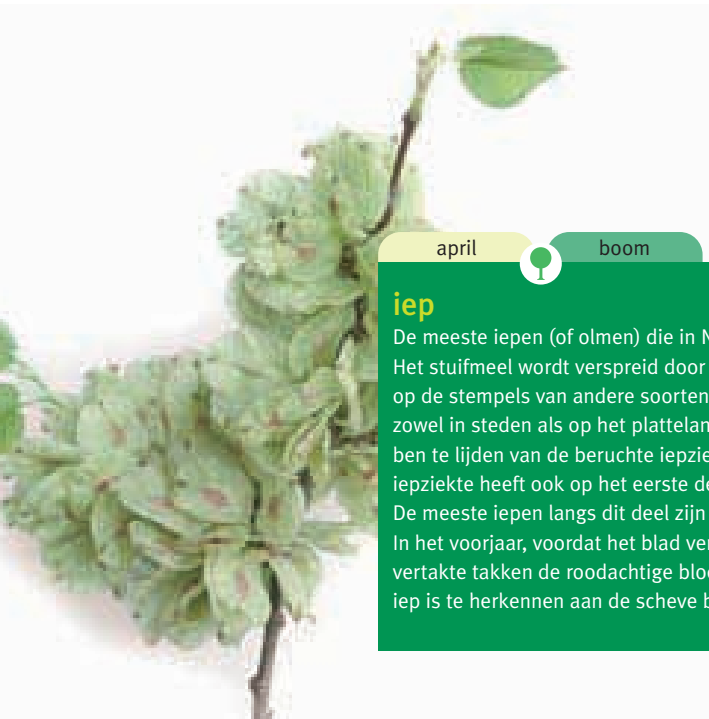 april boom
iep
De meeste iepen (of olmen) die in N
Het stuifmeel wordt verspreid door
op de stempels van andere soorten
zowel in steden als op het plattelan
ben te lijden van de beruchte iepzie
iepziekte heeft ook op het eerste de
De meeste iepen langs dit deel zijn
In het voorjaar, voordat het blad ver
vertakte takken de roodachtige bloe
iep is te herkennen aan de scheve b